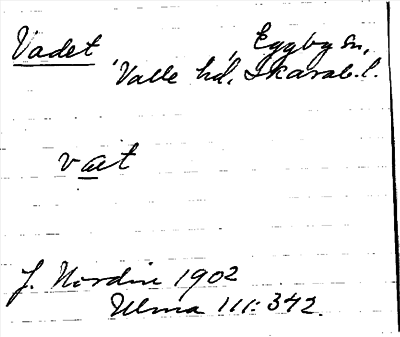 Vadet, Eggby sn,
Valle hd, Skarab. l.
vat
J. Nordin 1902
Ulma 111:342.